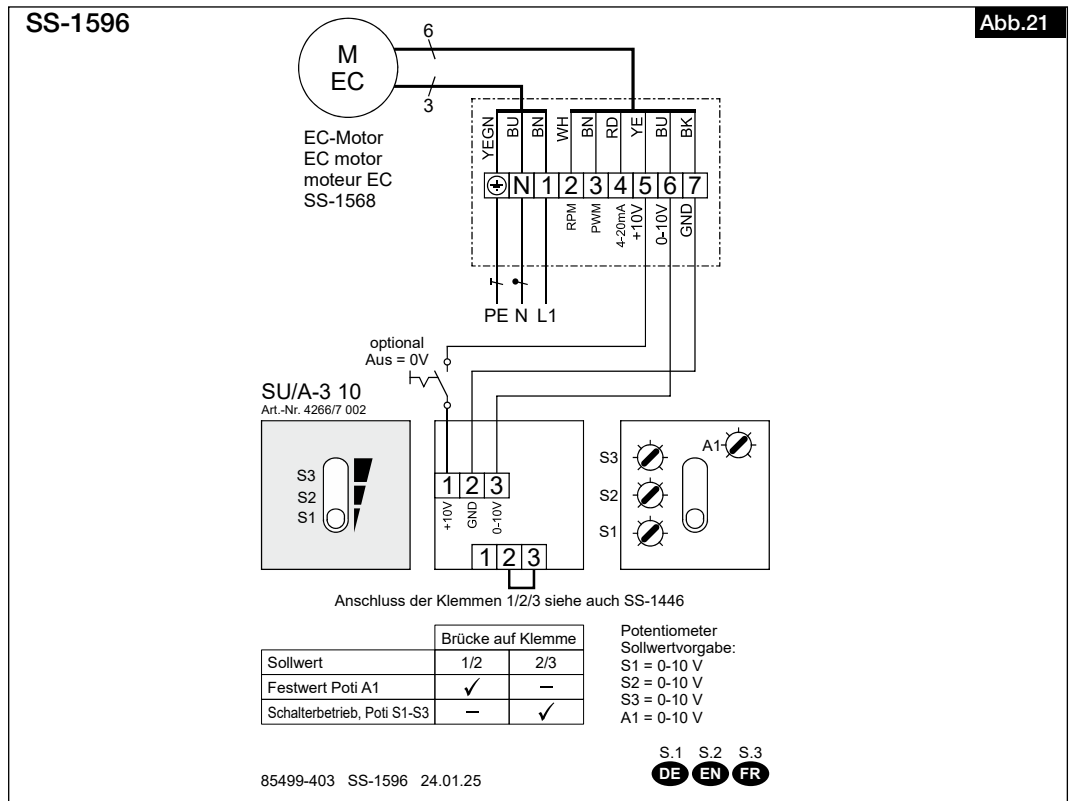 SS-1596
Abb.21
6
M
EC
3
EC-Motor
EC motor
moteur EC
SS-1568
YEGN
BU
BN
WH
BN
RD
YE
BU
BK
N 1 2 3 4 5 6 7
RPM
PWM
4-20mA
+10V
0-10V
GND
PE N L1
optional
Aus = 0V
SU/A-3 10
Art.-Nr. 4266/7 002
S3
S2
S1
1 2 3
+10V
GND
0-10V
1 2 3
A1
S3
S2
S1
Anschluss der Klemmen 1/2/3 siehe auch SS-1446
Brücke auf Klemme
Sollwert 1/2 2/3
Festwert Poti A1 ✓ –
Schalterbetrieb, Poti S1-S3 – ✓
Potentiometer
Sollwertvorgabe:
S1 = 0-10 V
S2 = 0-10 V
S3 = 0-10 V
A1 = 0-10 V
S.1 S.2 S.3
DE EN FR
85499-403 SS-1596 24.01.25